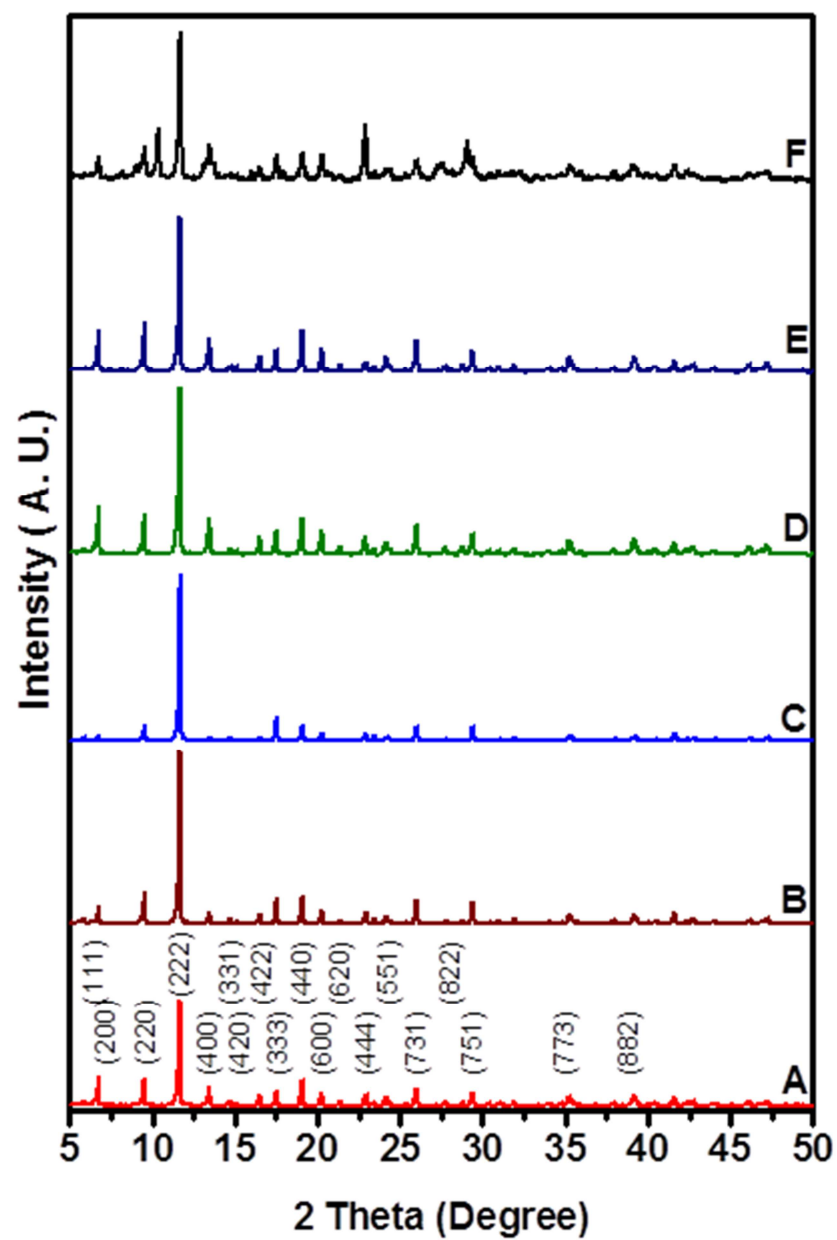 F
E
D
C
B
A
Intensity ( A. U.)
(111) (222) (331) (422) (440) (620) (551) (822)
(200) (220) (400) (420) (333) (600) (444) (731) (751) (773) (882)
5 10 15 20 25 30 35 40 45 50
2 Theta (Degree)